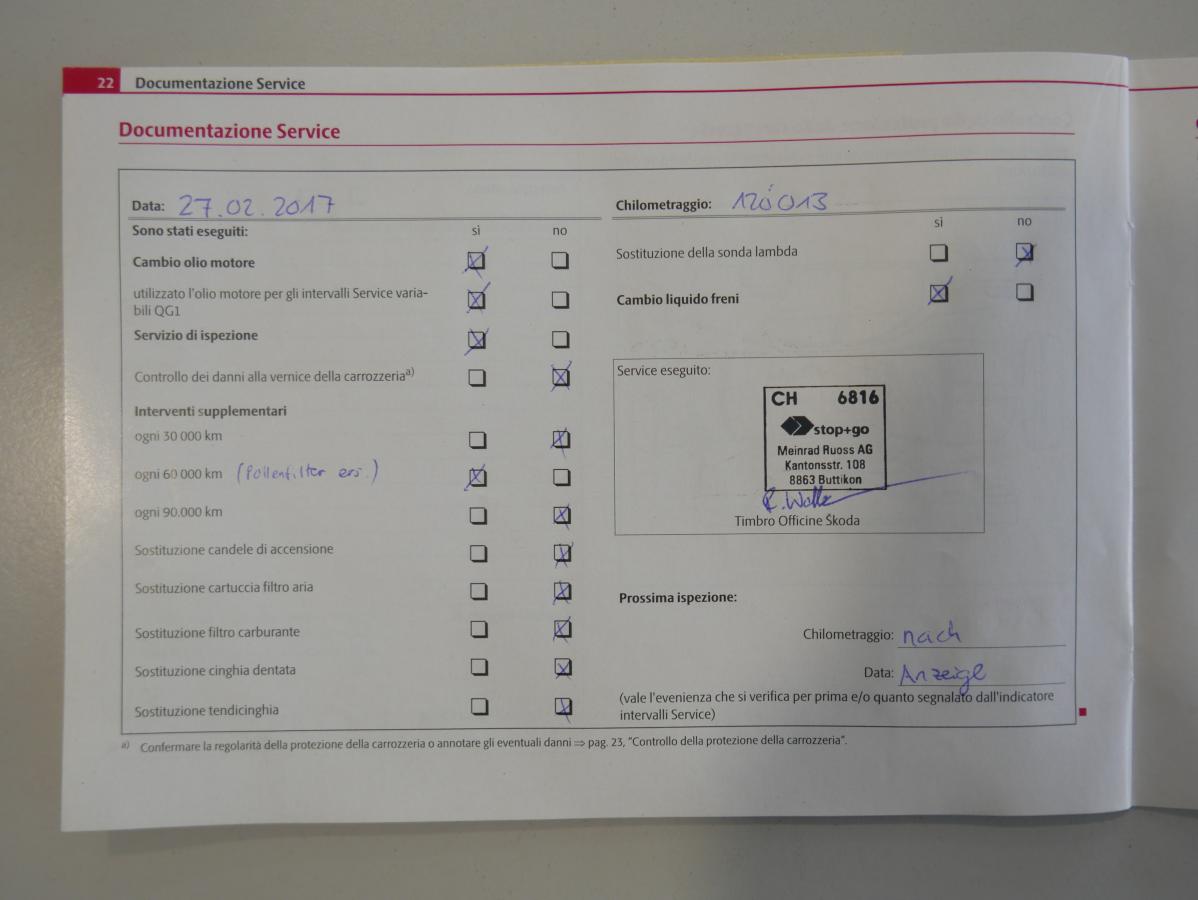 22 Documentazione Service
Documentazione Service
Data: 27.02.2017
Sono stati eseguiti: sì no
Cambio olio motore
utilizzato l'olio motore per gli intervalli Service varia-
bili QG1
Servizio di ispezione
Controllo dei danni alla vernice della carrozzeria a)
Interventi supplementari
ogni 30 000 km
ogni 60 000 km (Pollenfilter ers.)
ogni 90.000 km
Sostituzione candele di accensione
Sostituzione cartuccia filtro aria
Sostituzione filtro carburante
Sostituzione cinghia dentata
Sostituzione tendicinghia
Chilometraggio: 120'013
sì no
Sostituzione della sonda lambda
Cambio liquido freni
Service eseguito:
CH 6816
stop+go
Meinrad Ruoss AG
Kantonsstr. 108
8863 Buttikon
Timbro Officine Škoda
Prossima ispezione:
Chilometraggio: nach
Data: Anzeige
(vale l'evenienza che si verifica per prima e/o quanto segnalato dall'indicatore
intervalli Service)
a) Confermare la regolarità della protezione della carrozzeria o annotare gli eventuali danni ⇒ pag. 23, "Controllo della protezione della carrozzeria".